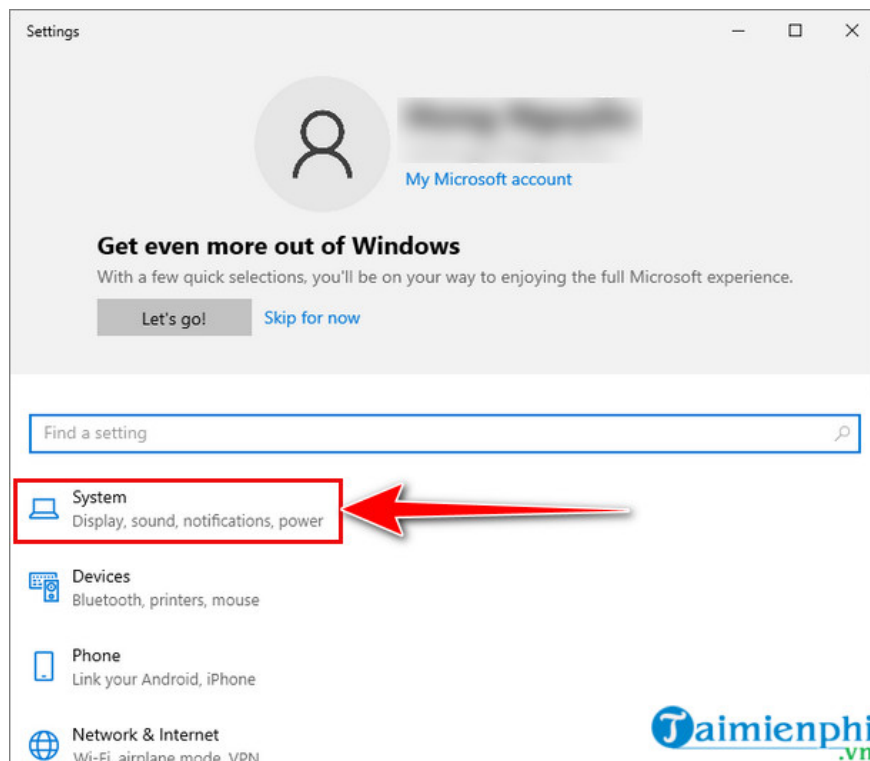 Settings
My Microsoft account
Get even more out of Windows
With a few quick selections, you'll be on your way to enjoying the full Microsoft experience.
Let's go!
Skip for now
Find a setting
System
Display, sound, notifications, power
Devices
Bluetooth, printers, mouse
Phone
Link your Android, iPhone
Network & Internet
Wi-Fi, airplane mode, VPN
Taimienphi
.vn